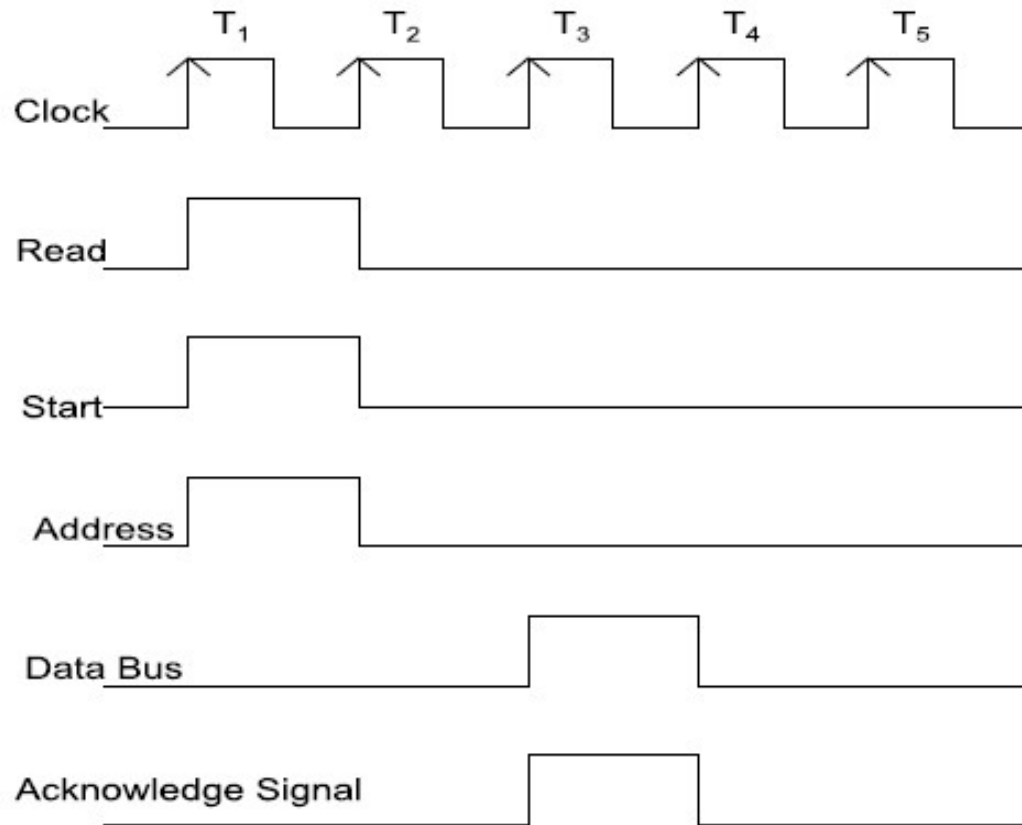 T₁ T₂ T₃ T₄ T₅
Clock
Read
Start
Address
Data Bus
Acknowledge Signal